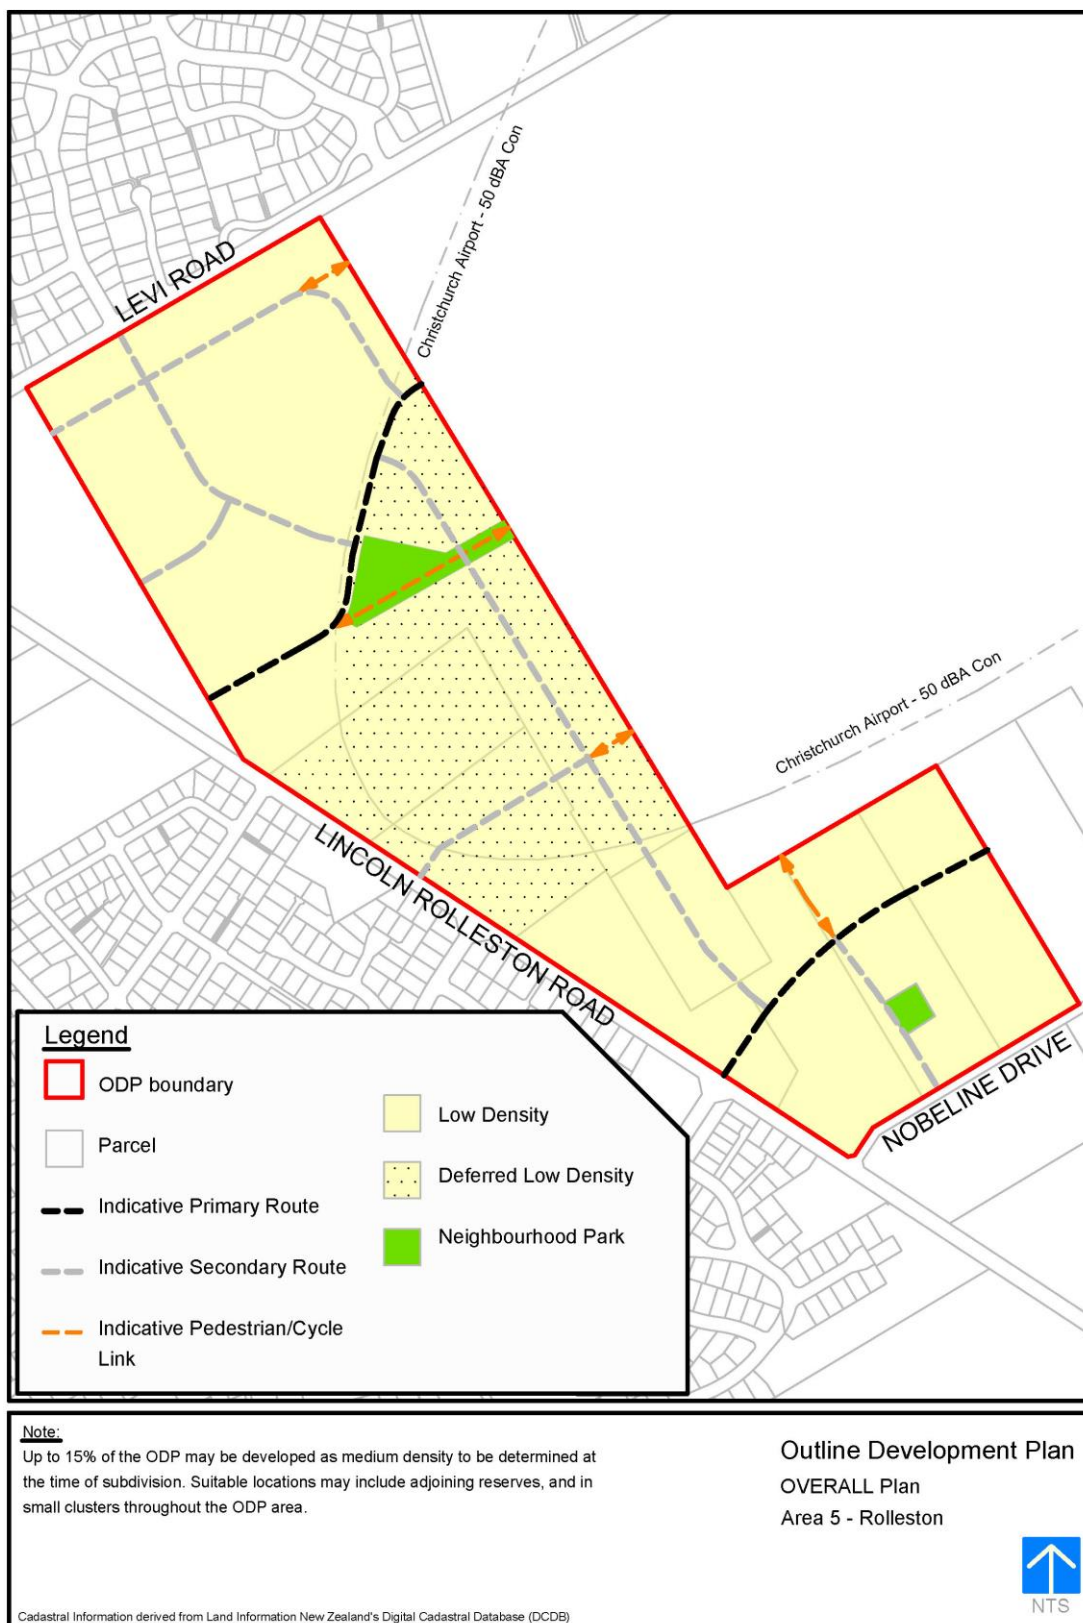 Christchurch Airport - 50 dBA Con
LEVI ROAD
Christchurch Airport - 50 dBA Con
LINCOLN ROLLESTON ROAD
NOBELINE DRIVE
Legend
ODP boundary
Parcel
Indicative Primary Route
Indicative Secondary Route
Indicative Pedestrian/Cycle
Link
Low Density
Deferred Low Density
Neighbourhood Park
Note:
Up to 15% of the ODP may be developed as medium density to be determined at
the time of subdivision. Suitable locations may include adjoining reserves, and in
small clusters throughout the ODP area.
Outline Development Plan
OVERALL Plan
Area 5 - Rolleston
NTS
Cadastral Information derived from Land Information New Zealand's Digital Cadastral Database (DCDB)